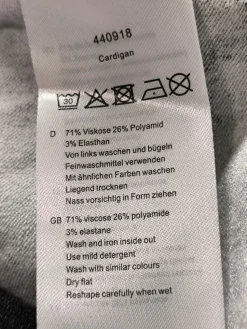 440918
Cardigan
30
D 71% Viskose 26% Polyamid
3% Elasthan
Von links waschen und bügeln
Feinwaschmittel verwenden
Mit ähnlichen Farben waschen
Liegend trocknen
Nass vorsichtig in Form ziehen
GB 71% viscose 26% polyamide
3% elastane
Wash and iron inside out
Use mild detergent
Wash with similar colours
Dry flat
Reshape carefully when wet